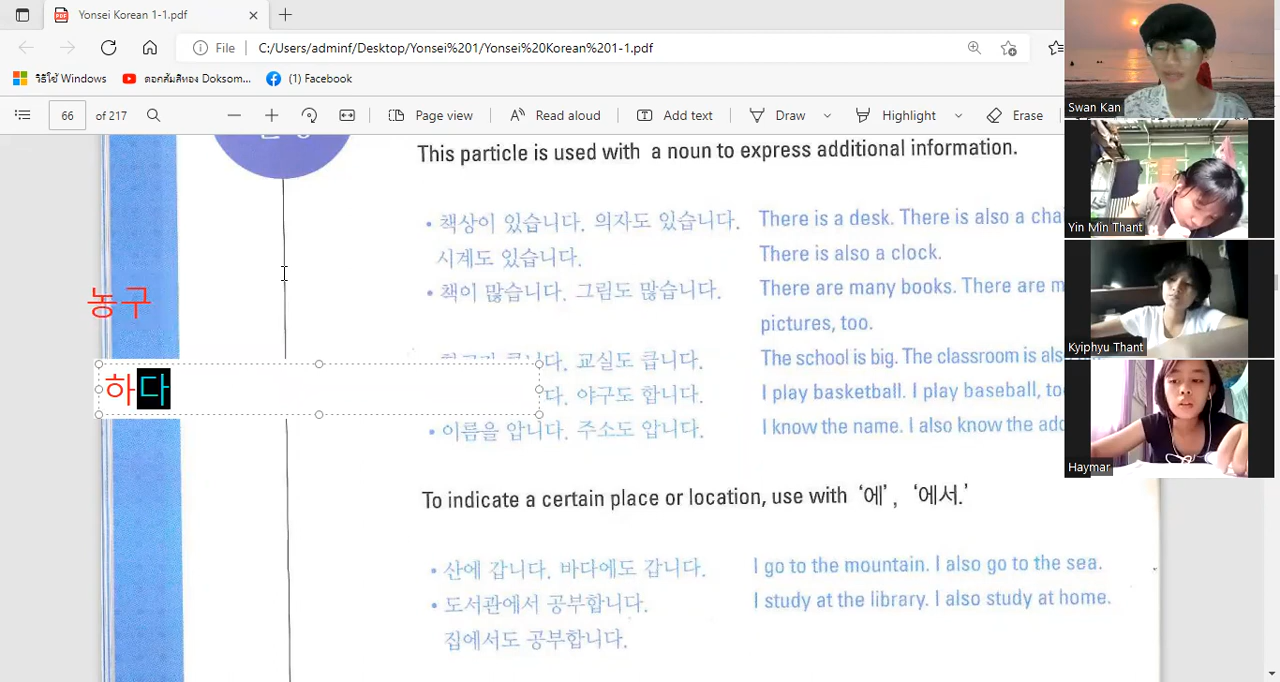 Yonsei Korean 1-1.pdf
File C:/Users/adminf/Desktop/Yonsei%201/Yonsei%20Korean%201-1.pdf
วิธีใช้ Windows ดอกส้มสีทอง Doksom... (1) Facebook
66 of 217 Page view Read aloud Add text Draw Highlight Erase
This particle is used with a noun to express additional information.
• 책상이 있습니다. 의자도 있습니다. There is a desk. There is also a cha
시계도 있습니다. There is also a clock.
• 책이 많습니다. 그림도 많습니다. There are many books. There are m
pictures, too.
교실도 큽니다. The school is big. The classroom is als
다. 야구도 합니다. I play basketball. I play baseball, to
• 이름을 압니다. 주소도 압니다. I know the name. I also know the add
농구
하다
To indicate a certain place or location, use with ‘에’, ‘에서.’
• 산에 갑니다. 바다에도 갑니다. I go to the mountain. I also go to the sea.
• 도서관에서 공부합니다. I study at the library. I also study at home.
집에서도 공부합니다.
Swan Kan
Yin Min Thant
Kyiphyu Thant
Haymar